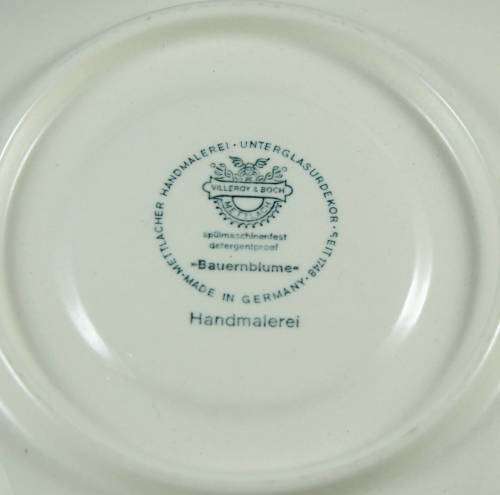 METTLACHER HANDMALEREI · UNTERGLASURDEKOR · SEIT 1748 ·
MADE IN GERMANY ·
VILLEROY & BOCH
METTLACH
spülmaschinenfest
detergentproof
-Bauernblume-
Handmalerei